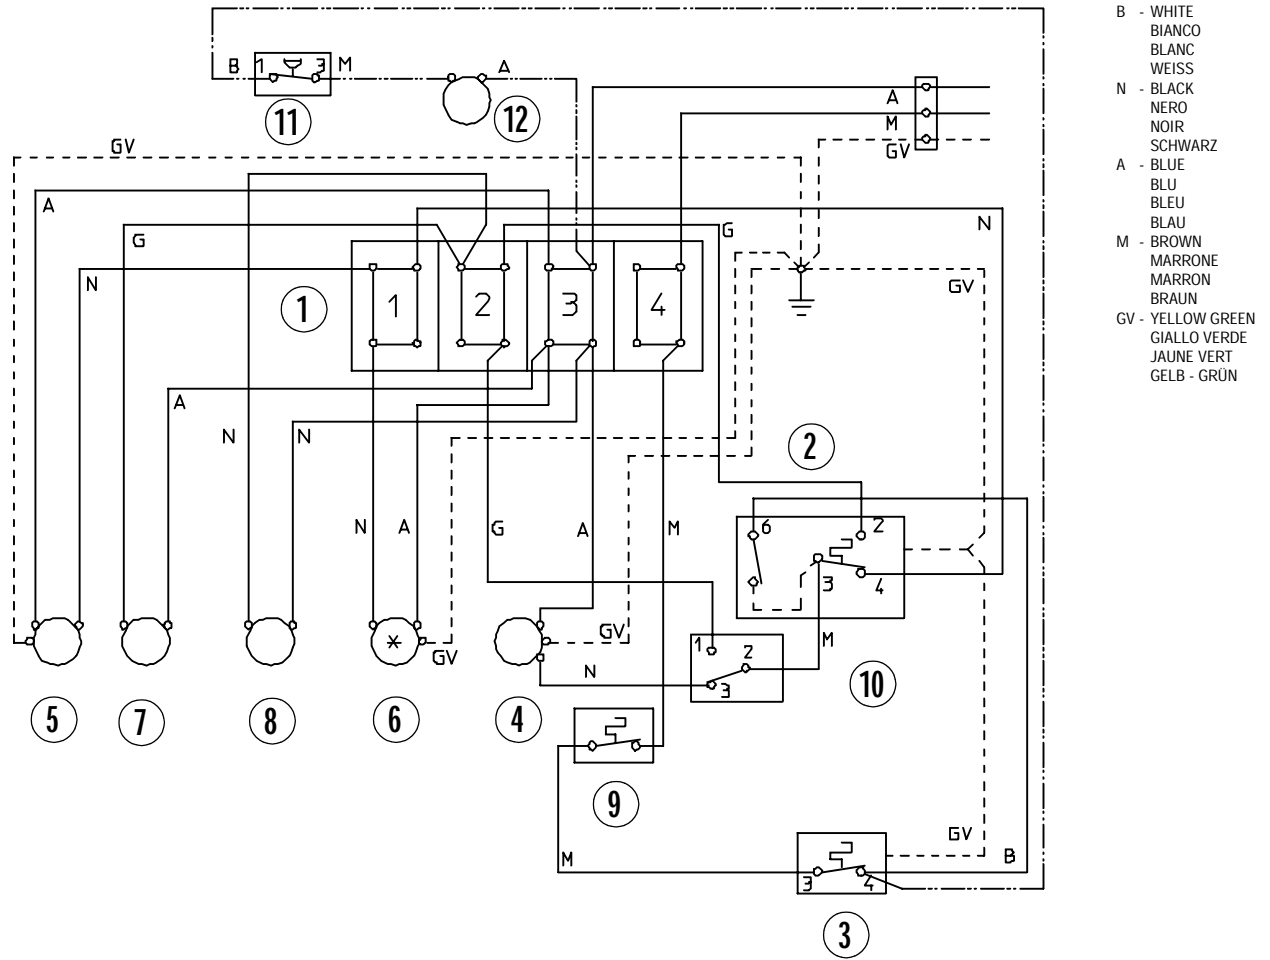 B - WHITE
BIANCO
BLANC
WEISS
N - BLACK
NERO
NOIR
SCHWARZ
A - BLUE
BLU
BLEU
BLAU
M - BROWN
MARRONE
MARRON
BRAUN
GV - YELLOW GREEN
GIALLO VERDE
JAUNE VERT
GELB - GRÜN
B 1 3 M A
11 12
A
M
GV
GV
A
G G N
N
1 1 2 3 4
GV
A
N N
2
N A G A M
6 2
3 4
GV
GV
M
1 2
3
N
10
5 7 8 6 4
9
GV
M B
3 4
3